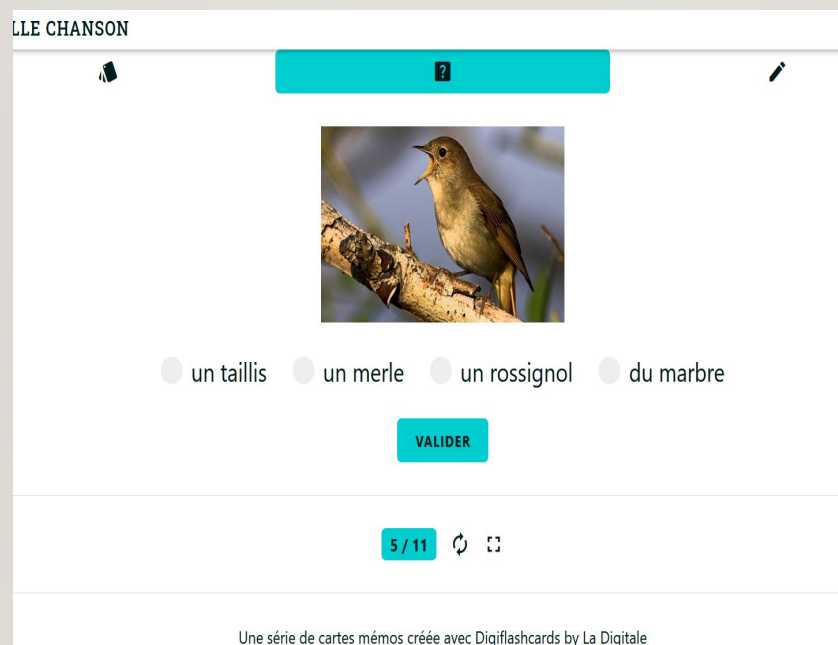 LLE CHANSON
?
un taillis un merle un rossignol du marbre
VALIDER
5 / 11
Une série de cartes mémos créée avec Digiflashcards by La Digitale